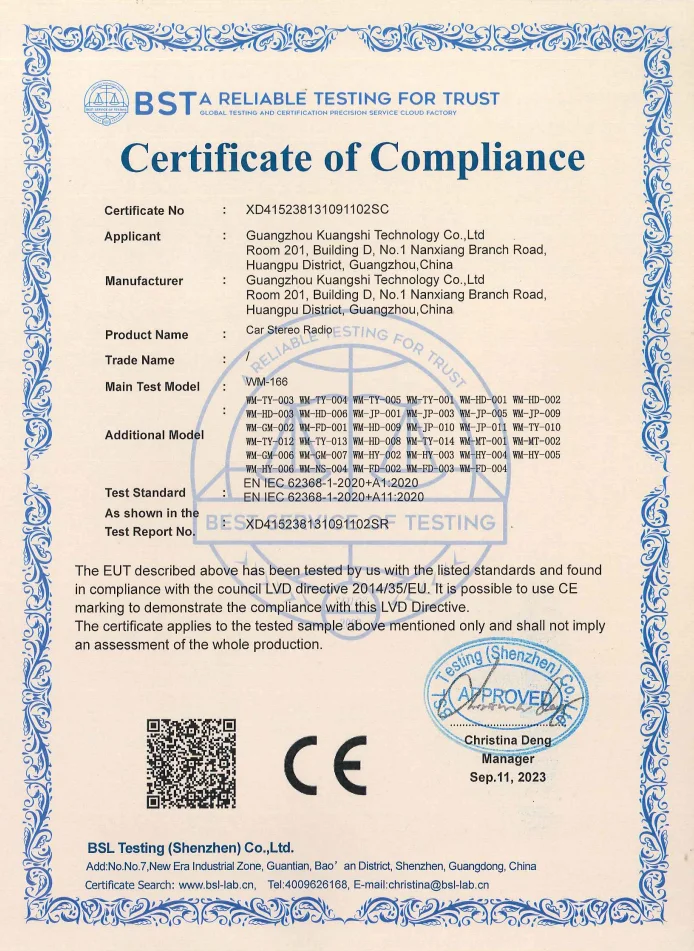 BST A RELIABLE TESTING FOR TRUST
GLOBAL TESTING AND CERTIFICATION PRECISION SERVICE CLOUD FACTORY
Certificate of Compliance
Certificate No : XD415238131091102SC
Applicant : Guangzhou Kuangshi Technology Co.,Ltd
Room 201, Building D, No.1 Nanxiang Branch Road,
Huangpu District, Guangzhou,China
Manufacturer : Guangzhou Kuangshi Technology Co.,Ltd
Room 201, Building D, No.1 Nanxiang Branch Road,
Huangpu District, Guangzhou,China
Product Name : Car Stereo Radio
Trade Name : /
Main Test Model : WM-166
WM-TY-003 WM-TY-004 WM-TY-005 WM-TY-001 WM-HD-001 WM-HD-002
: WM-HD-003 WM-HD-006 WM-JP-001 WM-JP-003 WM-JP-005 WM-JP-009
WM-GM-002 WM-FD-001 WM-HD-009 WM-JP-010 WM-JP-011 WM-TY-010
Additional Model WM-TY-012 WM-TY-013 WM-HD-008 WM-TY-014 WM-MT-001 WM-MT-002
WM-GM-006 WM-GM-007 WM-HY-002 WM-HY-003 WM-HY-004 WM-HY-005
WM-HY-006 WM-NS-004 WM-FD-002 WM-FD-003 WM-FD-004
Test Standard : EN IEC 62368-1-2020+A1:2020
EN IEC 62368-1-2020+A11:2020
As shown in the
Test Report No. : XD415238131091102SR
RELIABLE TESTING FOR TRUST
BEST SERVICE OF TESTING
The EUT described above has been tested by us with the listed standards and found
in compliance with the council LVD directive 2014/35/EU. It is possible to use CE
marking to demonstrate the compliance with this LVD Directive.
The certificate applies to the tested sample above mentioned only and shall not imply
an assessment of the whole production.
Testing (Shenzhen) Co.
APPROVED
Christina Deng
Manager
Sep.11, 2023
CE
BSL Testing (Shenzhen) Co.,Ltd.
Add:No.No.7,New Era Industrial Zone, Guantian, Bao’an District, Shenzhen, Guangdong, China
Certificate Search: www.bsl-lab.cn, Tel:4009626168, E-mail:christina@bsl-lab.cn